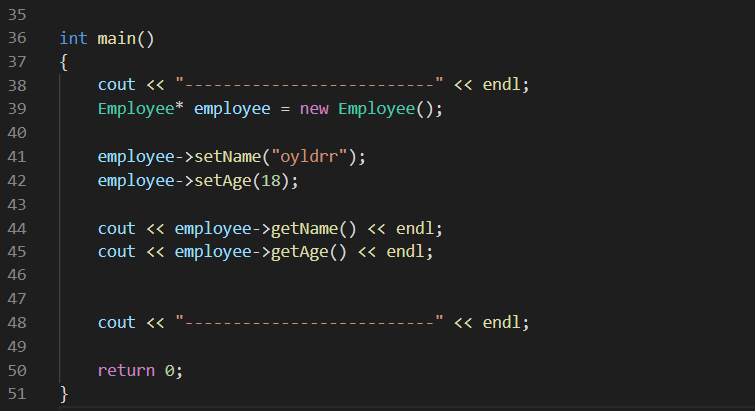 35
36 int main()
37 {
38 cout << "--------------------------" << endl;
39 Employee* employee = new Employee();
40
41 employee->setName("oyldrr");
42 employee->setAge(18);
43
44 cout << employee->getName() << endl;
45 cout << employee->getAge() << endl;
46
47
48 cout << "--------------------------" << endl;
49
50 return 0;
51 }